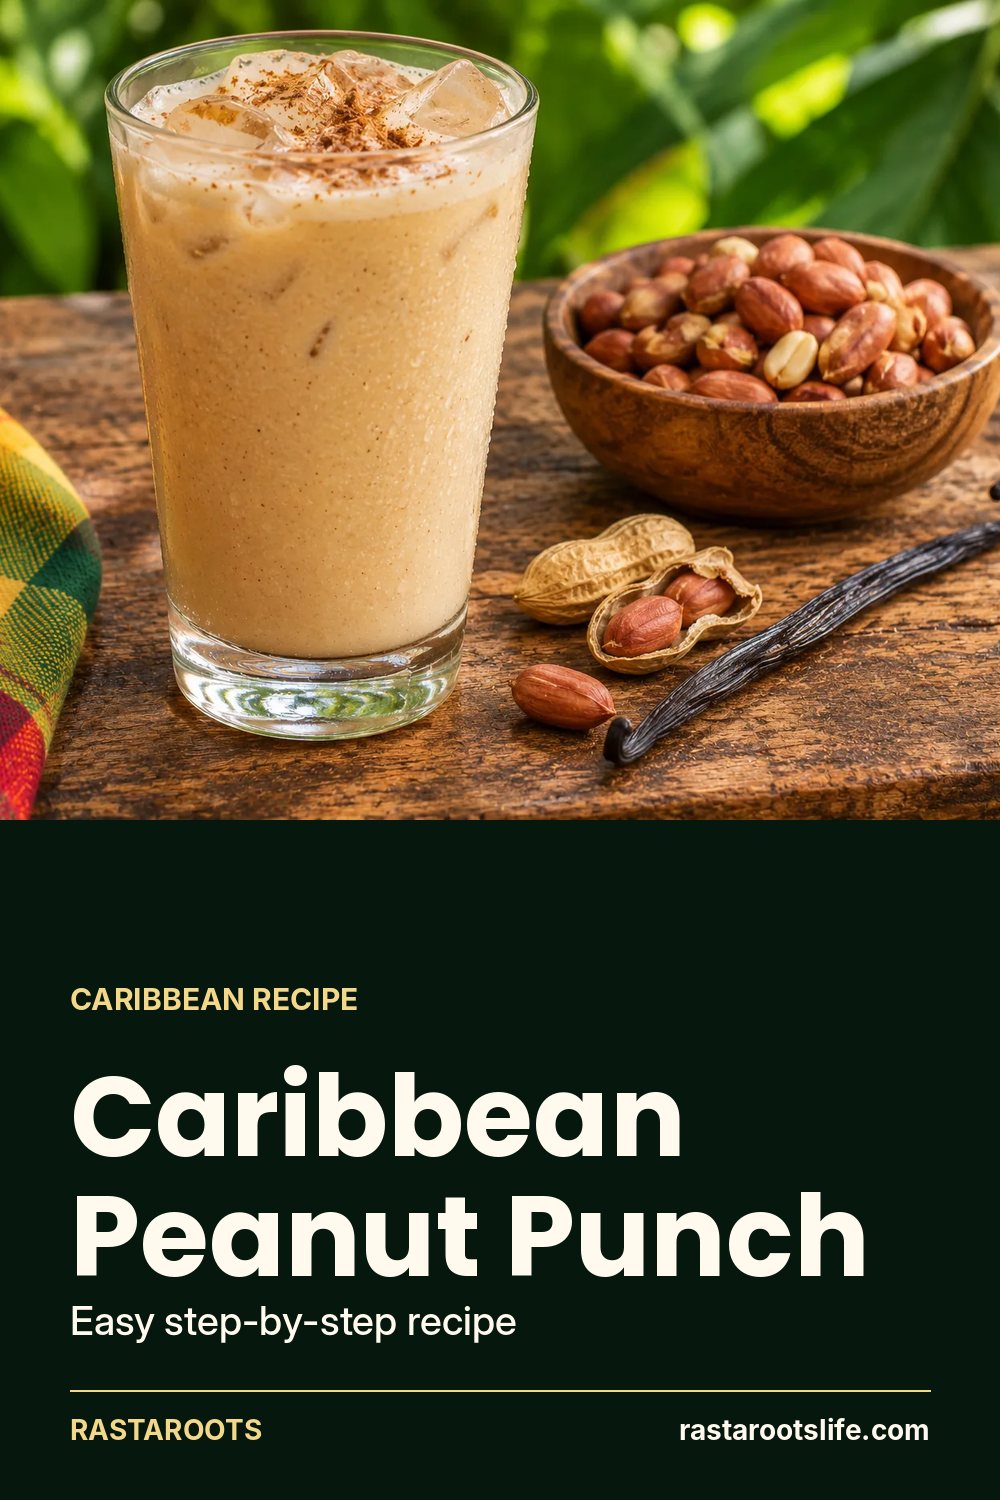 CARIBBEAN RECIPE
Caribbean
Peanut Punch
Easy step-by-step recipe
RASTAROOTS
rastarootslife.com